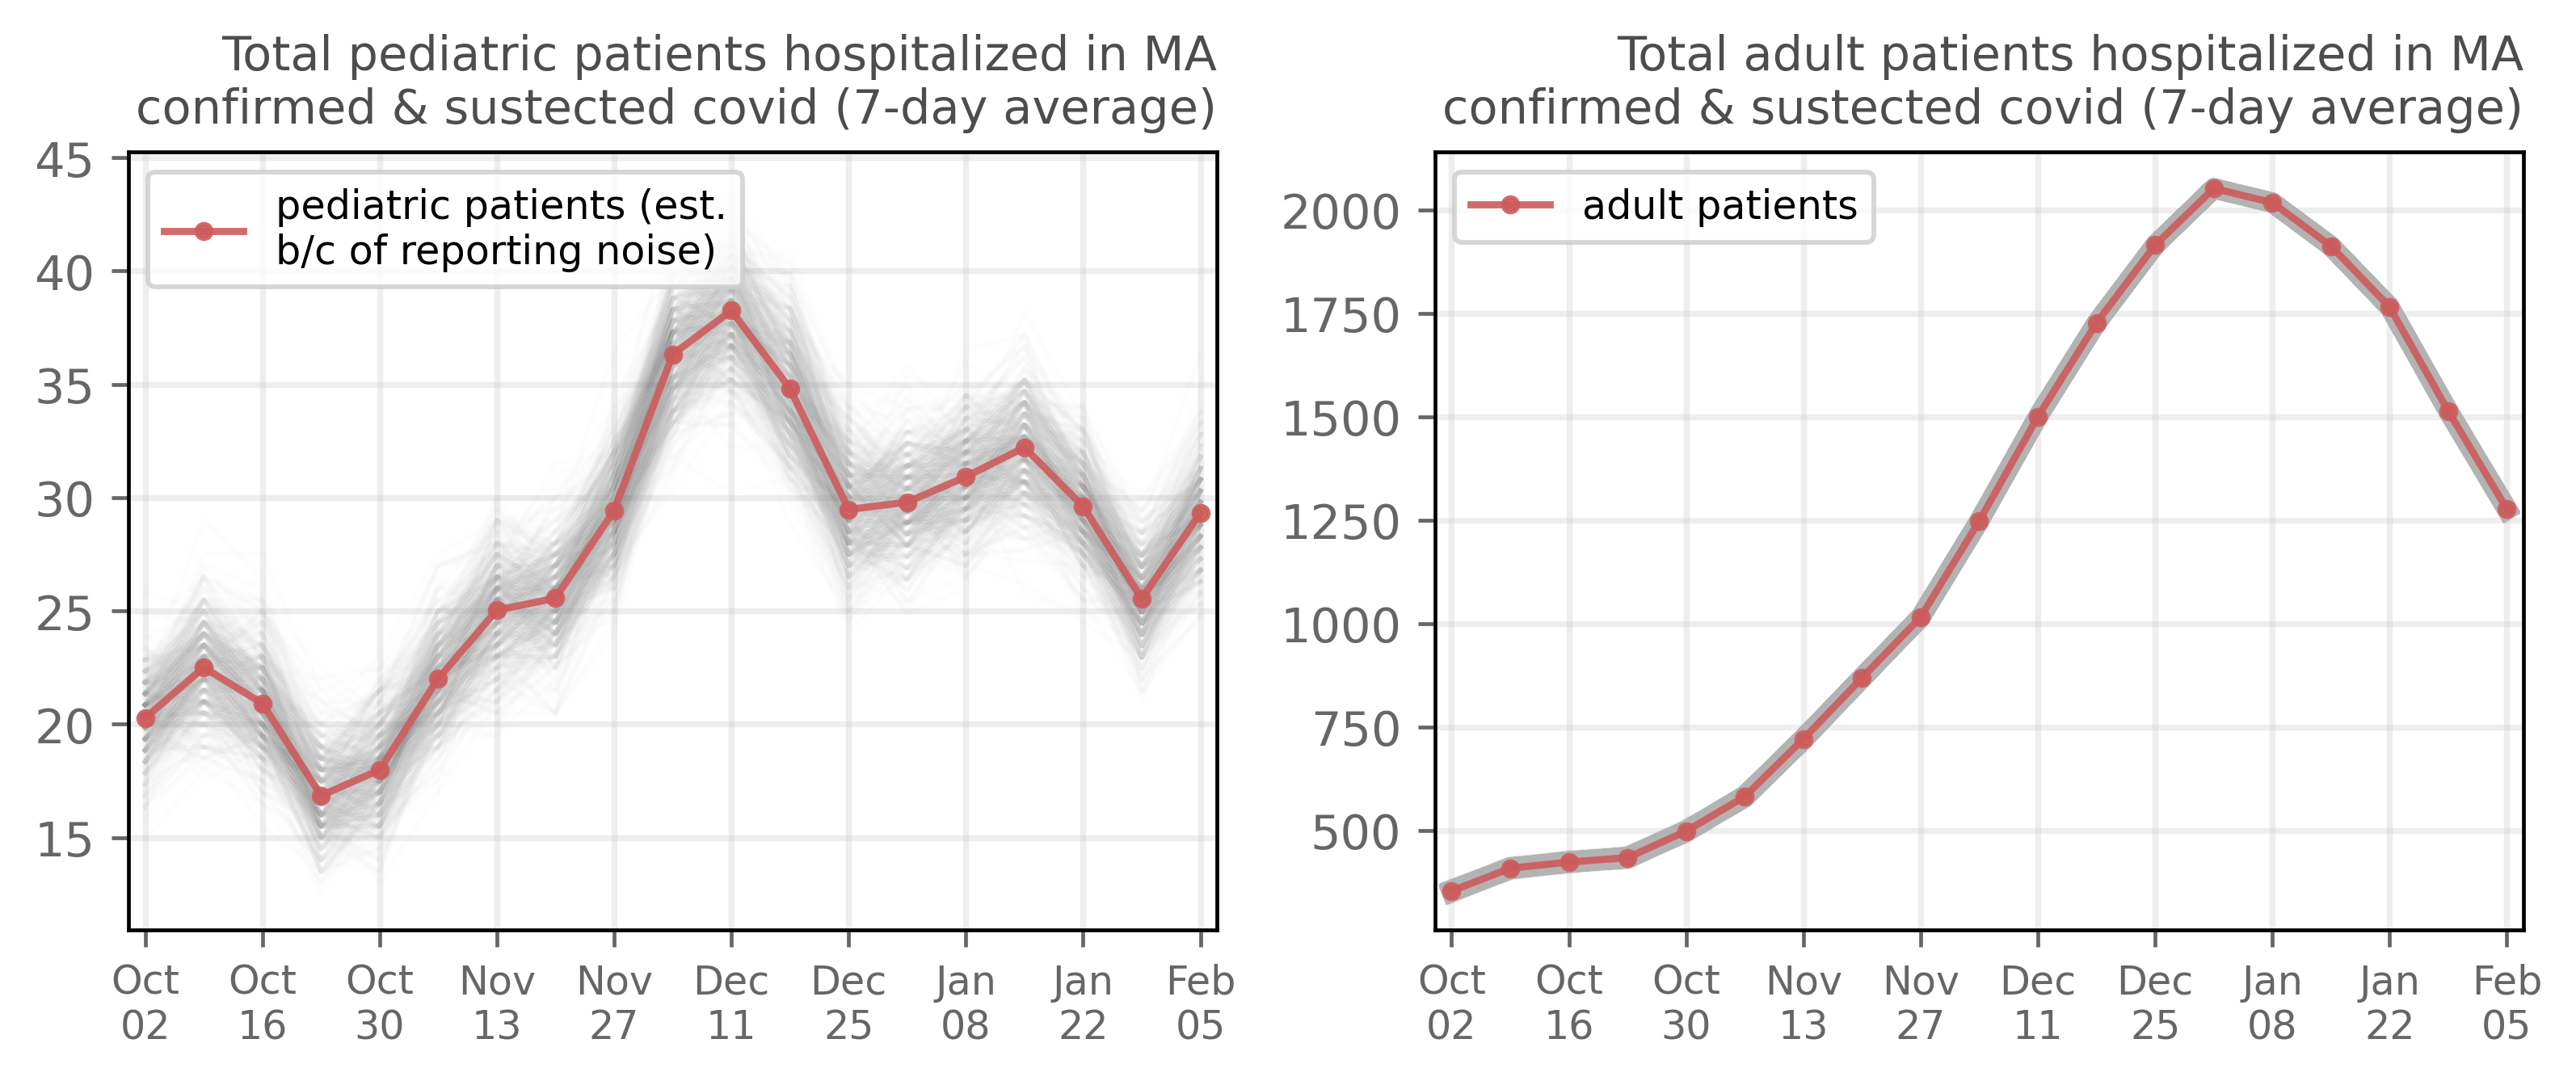 Total pediatric patients hospitalized in MA
confirmed & sustected covid (7-day average)
45
40
35
30
25
20
15
pediatric patients (est.
b/c of reporting noise)
Oct Oct Oct Nov Nov Dec Dec Jan Jan Feb
02 16 30 13 27 11 25 08 22 05
Total adult patients hospitalized in MA
confirmed & sustected covid (7-day average)
2000
1750
1500
1250
1000
750
500
adult patients
Oct Oct Oct Nov Nov Dec Dec Jan Jan Feb
02 16 30 13 27 11 25 08 22 05